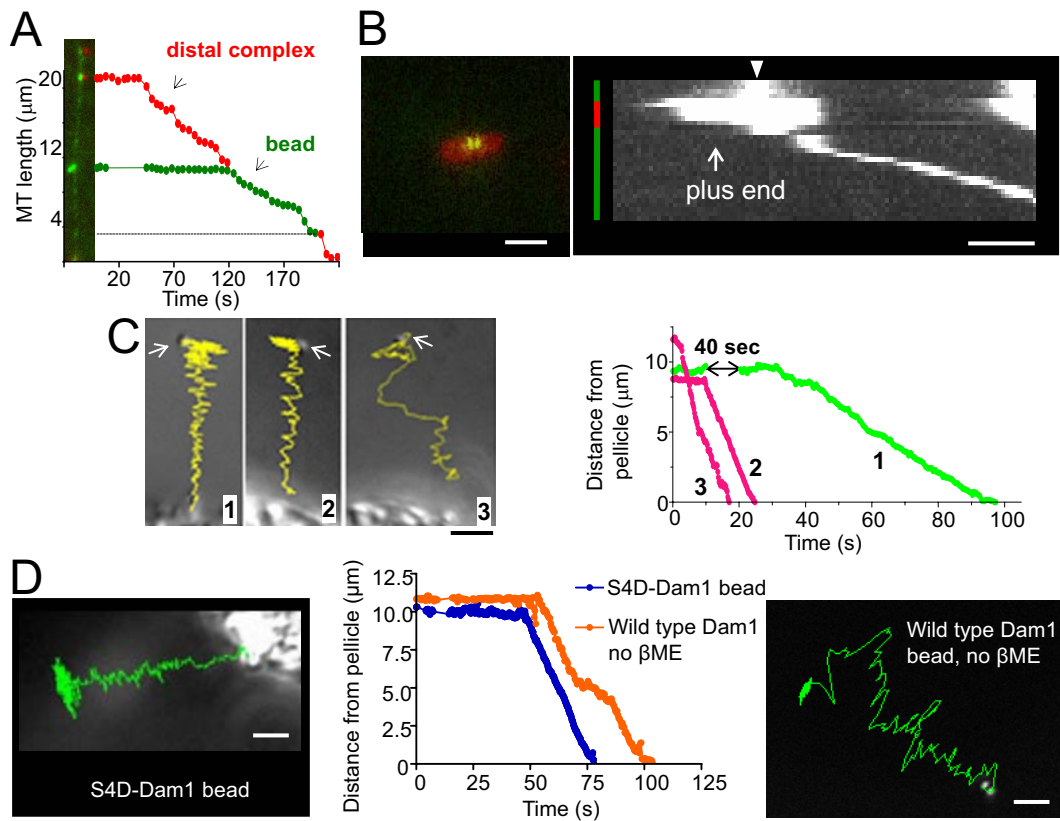 A
distal complex
bead
MT length (μm)
20
12
4
20
70
120
170
Time (s)
B
plus end
C
1
2
3
40 sec
Distance from
pellicle (μm)
10
5
0
1
2
3
0
20
40
60
80
100
Time (s)
D
S4D-Dam1 bead
Distance from pellicle (μm)
12.5
10.0
7.5
5.0
2.5
0
0
25
50
75
100
125
Time (s)
S4D-Dam1 bead
Wild type Dam1
no βME
Wild type Dam1
bead, no βME